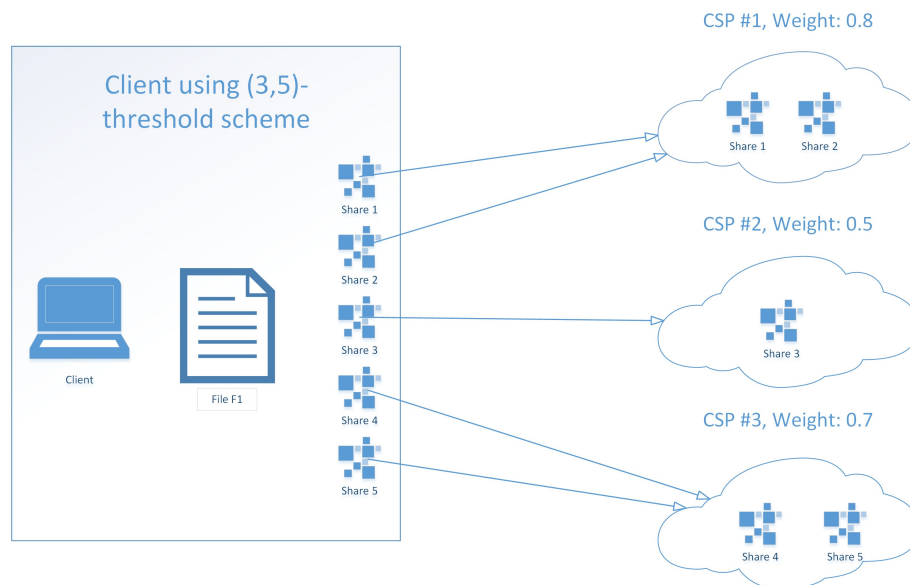 Client using (3,5)-
threshold scheme
Share 1
Share 2
Share 3
Share 4
Share 5
Client
File F1
CSP #1, Weight: 0.8
Share 1
Share 2
CSP #2, Weight: 0.5
Share 3
CSP #3, Weight: 0.7
Share 4
Share 5